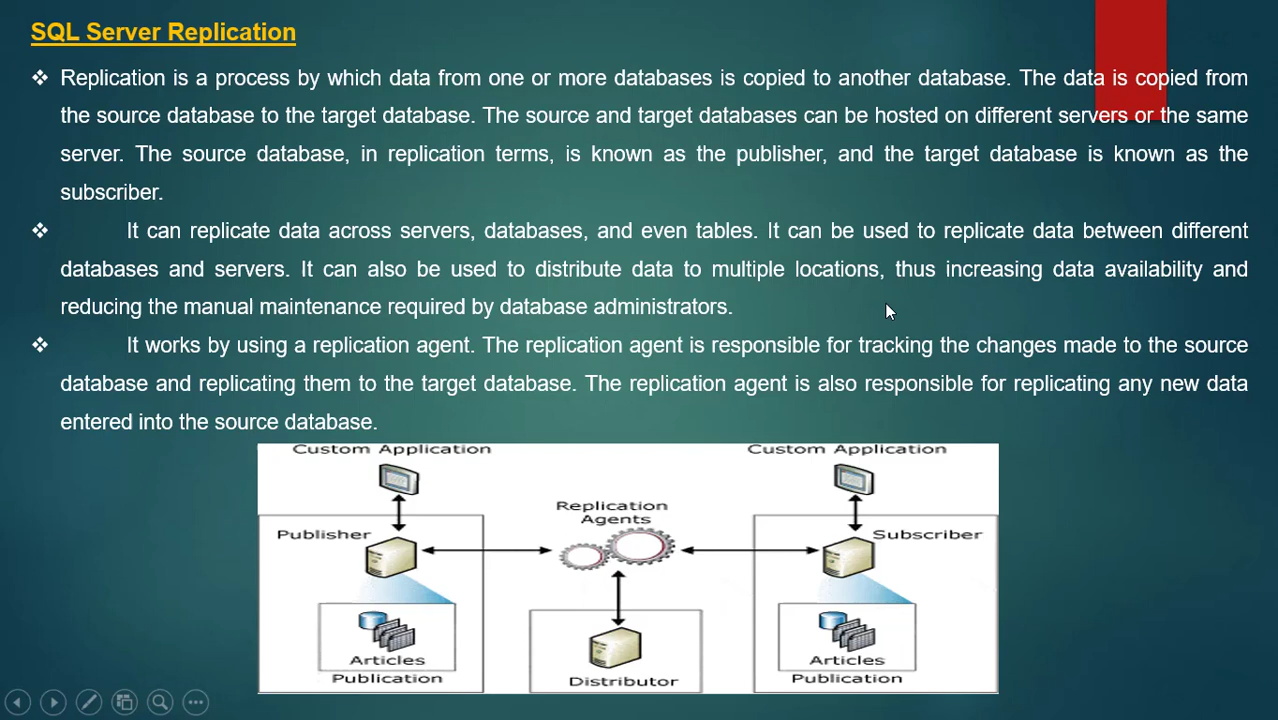 SQL Server Replication
❖ Replication is a process by which data from one or more databases is copied to another database. The data is copied from
the source database to the target database. The source and target databases can be hosted on different servers or the same
server. The source database, in replication terms, is known as the publisher, and the target database is known as the
subscriber.
❖ It can replicate data across servers, databases, and even tables. It can be used to replicate data between different
databases and servers. It can also be used to distribute data to multiple locations, thus increasing data availability and
reducing the manual maintenance required by database administrators.
❖ It works by using a replication agent. The replication agent is responsible for tracking the changes made to the source
database and replicating them to the target database. The replication agent is also responsible for replicating any new data
entered into the source database.
Custom Application
Custom Application
Replication
Agents
Publisher
Subscriber
Articles
Publication
Distributor
Articles
Publication